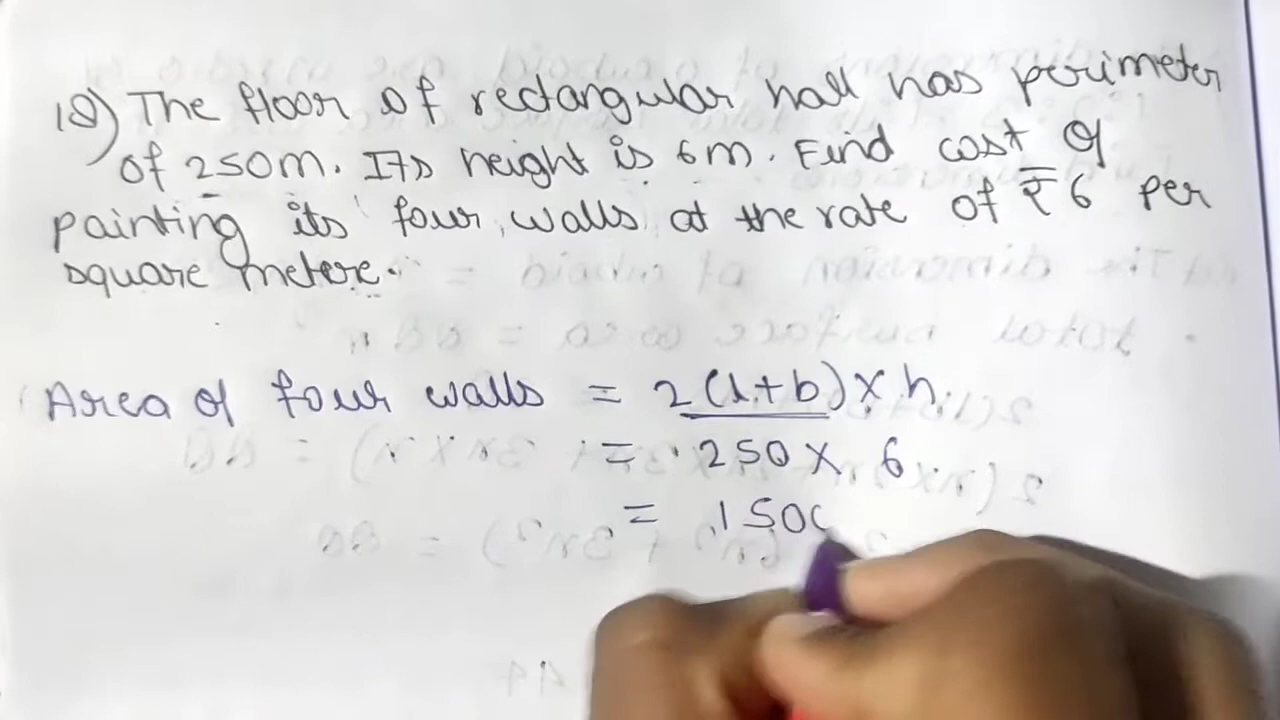 18) The floor of rectangular hall has perimeter
of 250m. Its height is 6m. Find cost of
painting its four walls at the rate of ₹6 per
square metere.
Area of four walls = 2(l+b)×h
= 250 × 6
= 1500